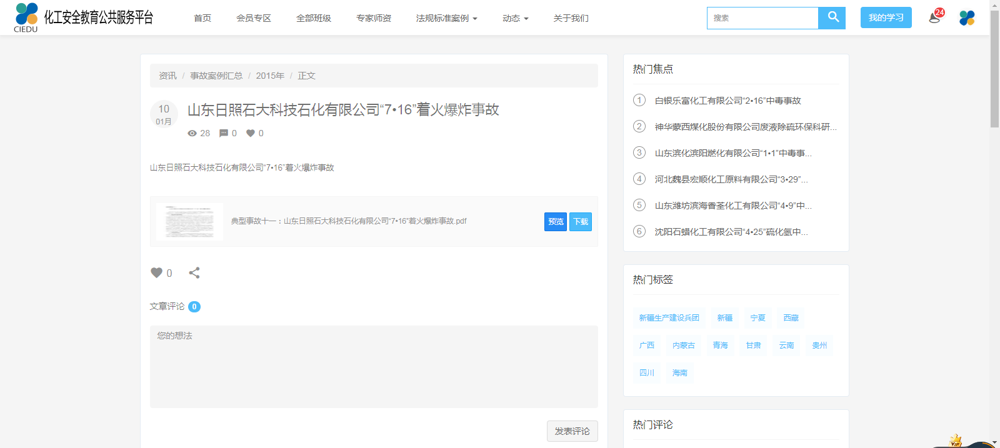 CIEDU
化工安全教育公共服务平台
首页 会员专区 全部班级 专家师资 法规标准案例 动态 关于我们
搜索
我的学习
24
资讯 / 事故案例汇总 / 2015年 / 正文
10
01月
山东日照石大科技石化有限公司“7•16”着火爆炸事故
28 0 0
山东日照石大科技石化有限公司“7•16”着火爆炸事故
典型事故十一：山东日照石大科技石化有限公司“7•16”着火爆炸事故.pdf
预览 下载
0
文章评论 0
您的想法
发表评论
热门焦点
1 白银乐富化工有限公司“2•16”中毒事故
2 神华蒙西煤化股份有限公司废液除硫环保科研...
3 山东滨化滨阳燃化有限公司“1•1”中毒事...
4 河北魏县宏顺化工原料有限公司“3•29”...
5 山东潍坊滨海香荃化工有限公司“4•9”中...
6 沈阳石蜡化工有限公司“4•25”硫化氢中...
热门标签
新疆生产建设兵团 新疆 宁夏 西藏
广西 内蒙古 青海 甘肃 云南 贵州
四川 海南
热门评论
VIP